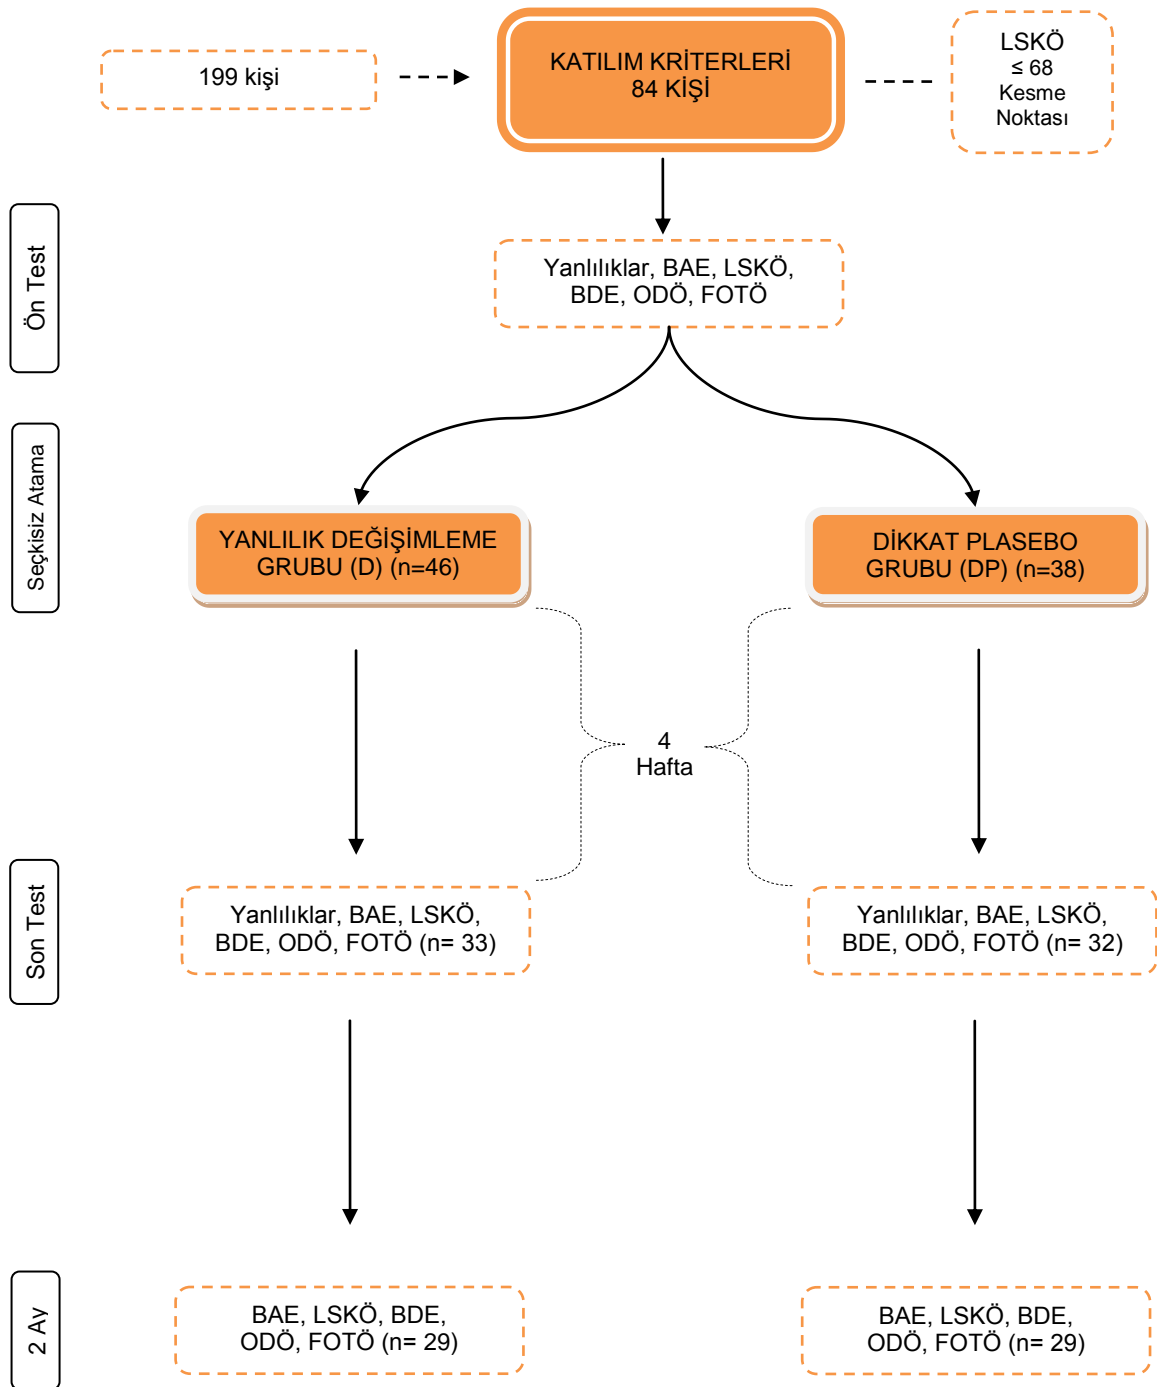 199 kişi
KATILIM KRİTERLERİ
84 KİŞİ
LSKÖ
≤ 68
Kesme
Noktası
Ön Test
Yanlılıklar, BAE, LSKÖ,
BDE, ODÖ, FOTÖ
Seçkisiz Atama
YANLILIK DEĞİŞİMLEME
GRUBU (D) (n=46)
DİKKAT PLASEBO
GRUBU (DP) (n=38)
4
Hafta
Son Test
Yanlılıklar, BAE, LSKÖ,
BDE, ODÖ, FOTÖ (n= 33)
Yanlılıklar, BAE, LSKÖ,
BDE, ODÖ, FOTÖ (n= 32)
2 Ay
BAE, LSKÖ, BDE,
ODÖ, FOTÖ (n= 29)
BAE, LSKÖ, BDE,
ODÖ, FOTÖ (n= 29)